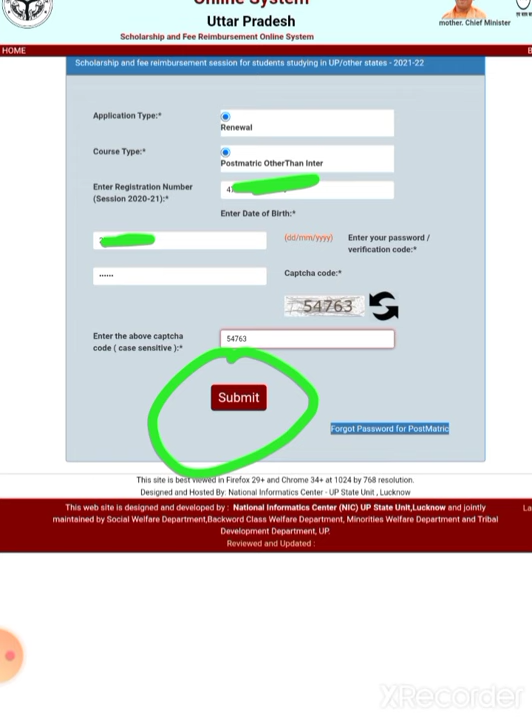 Uttar Pradesh
mother. Chief Minister
Scholarship and Fee Reimbursement Online System
HOME
Scholarship and fee reimbursement session for students studying in UP/other states - 2021-22
Application Type:*
Renewal
Course Type:*
Postmatric OtherThan Inter
Enter Registration Number
(Session 2020-21):*
Enter Date of Birth:*
(dd/mm/yyyy)
Enter your password /
verification code:*
......
Captcha code:*
54763
Enter the above captcha
code ( case sensitive ):*
54763
Submit
Forgot Password for PostMatric
This site is best viewed in Firefox 29+ and Chrome 34+ at 1024 by 768 resolution.
Designed and Hosted By: National Informatics Center - UP State Unit , Lucknow
This web site is designed and developed by : National Informatics Center (NIC) UP State Unit,Lucknow and jointly
maintained by Social Welfare Department,Backword Class Welfare Department, Minorities Welfare Department and Tribal
Development Department, UP.
Reviewed and Updated :
XRecorder